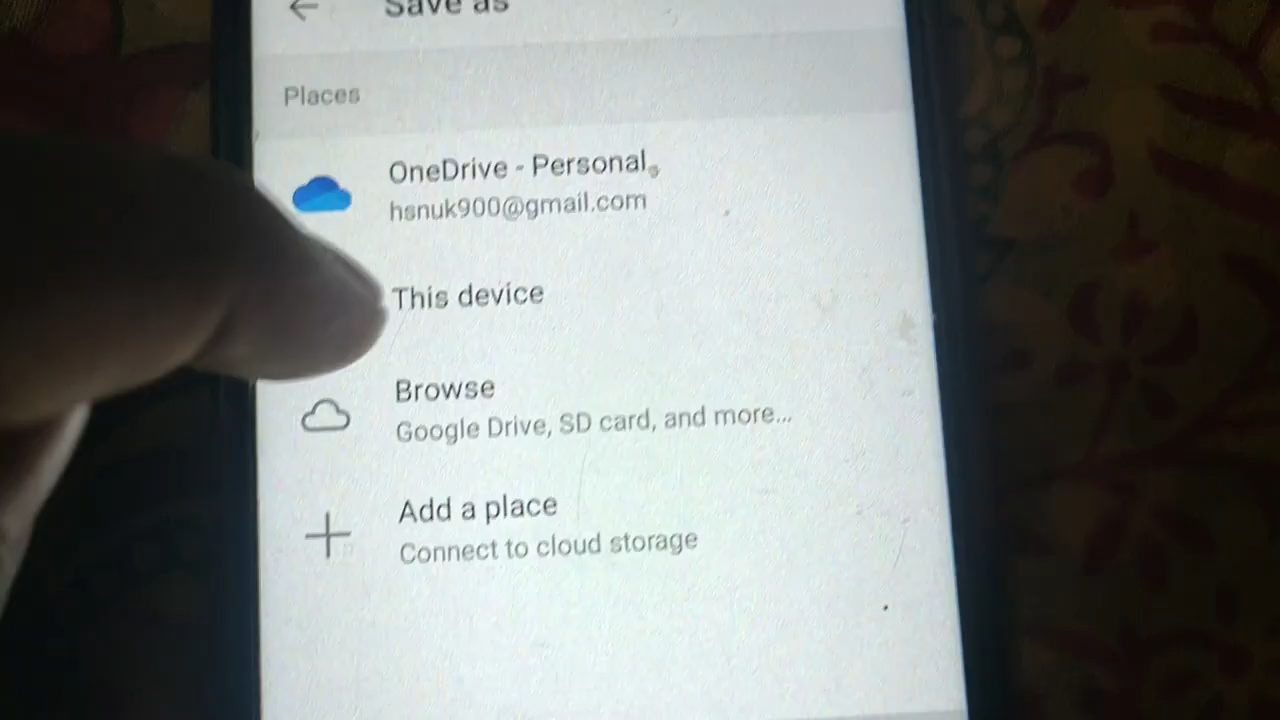 Save as
Places
OneDrive - Personal
hsnuk900@gmail.com
This device
Browse
Google Drive, SD card, and more...
Add a place
Connect to cloud storage